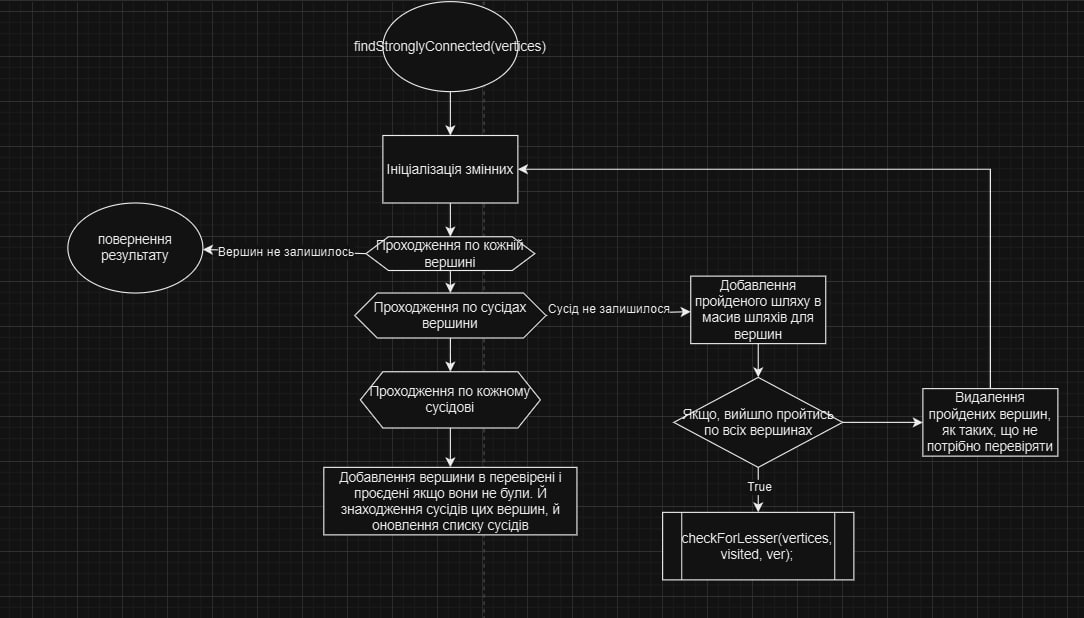 findStronglyConnected(vertices)
Ініціалізація змінних
повернення
результату
Вершин не залишилось
Проходження по кожній
вершині
Проходження по сусідах
вершини
Сусід не залишилося
Добавлення
пройденого шляху в
масив шляхів для
вершин
Проходження по кожному
сусідові
Якщо, вийшло пройтись
по всіх вершинах
Видалення
пройдених вершин,
як таких, що не
потрібно перевіряти
Добавлення вершини в перевірені і
проєдені якщо вони не були. Й
знаходження сусідів цих вершин, й
оновлення списку сусідів
True
checkForLesser(vertices,
visited, ver);